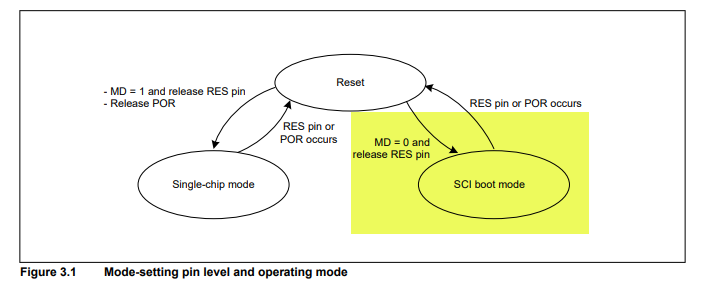 Reset
- MD = 1 and release RES pin
- Release POR
RES pin or POR occurs
RES pin or
POR occurs
MD = 0 and
release RES pin
Single-chip mode
SCI boot mode
Figure 3.1 Mode-setting pin level and operating mode